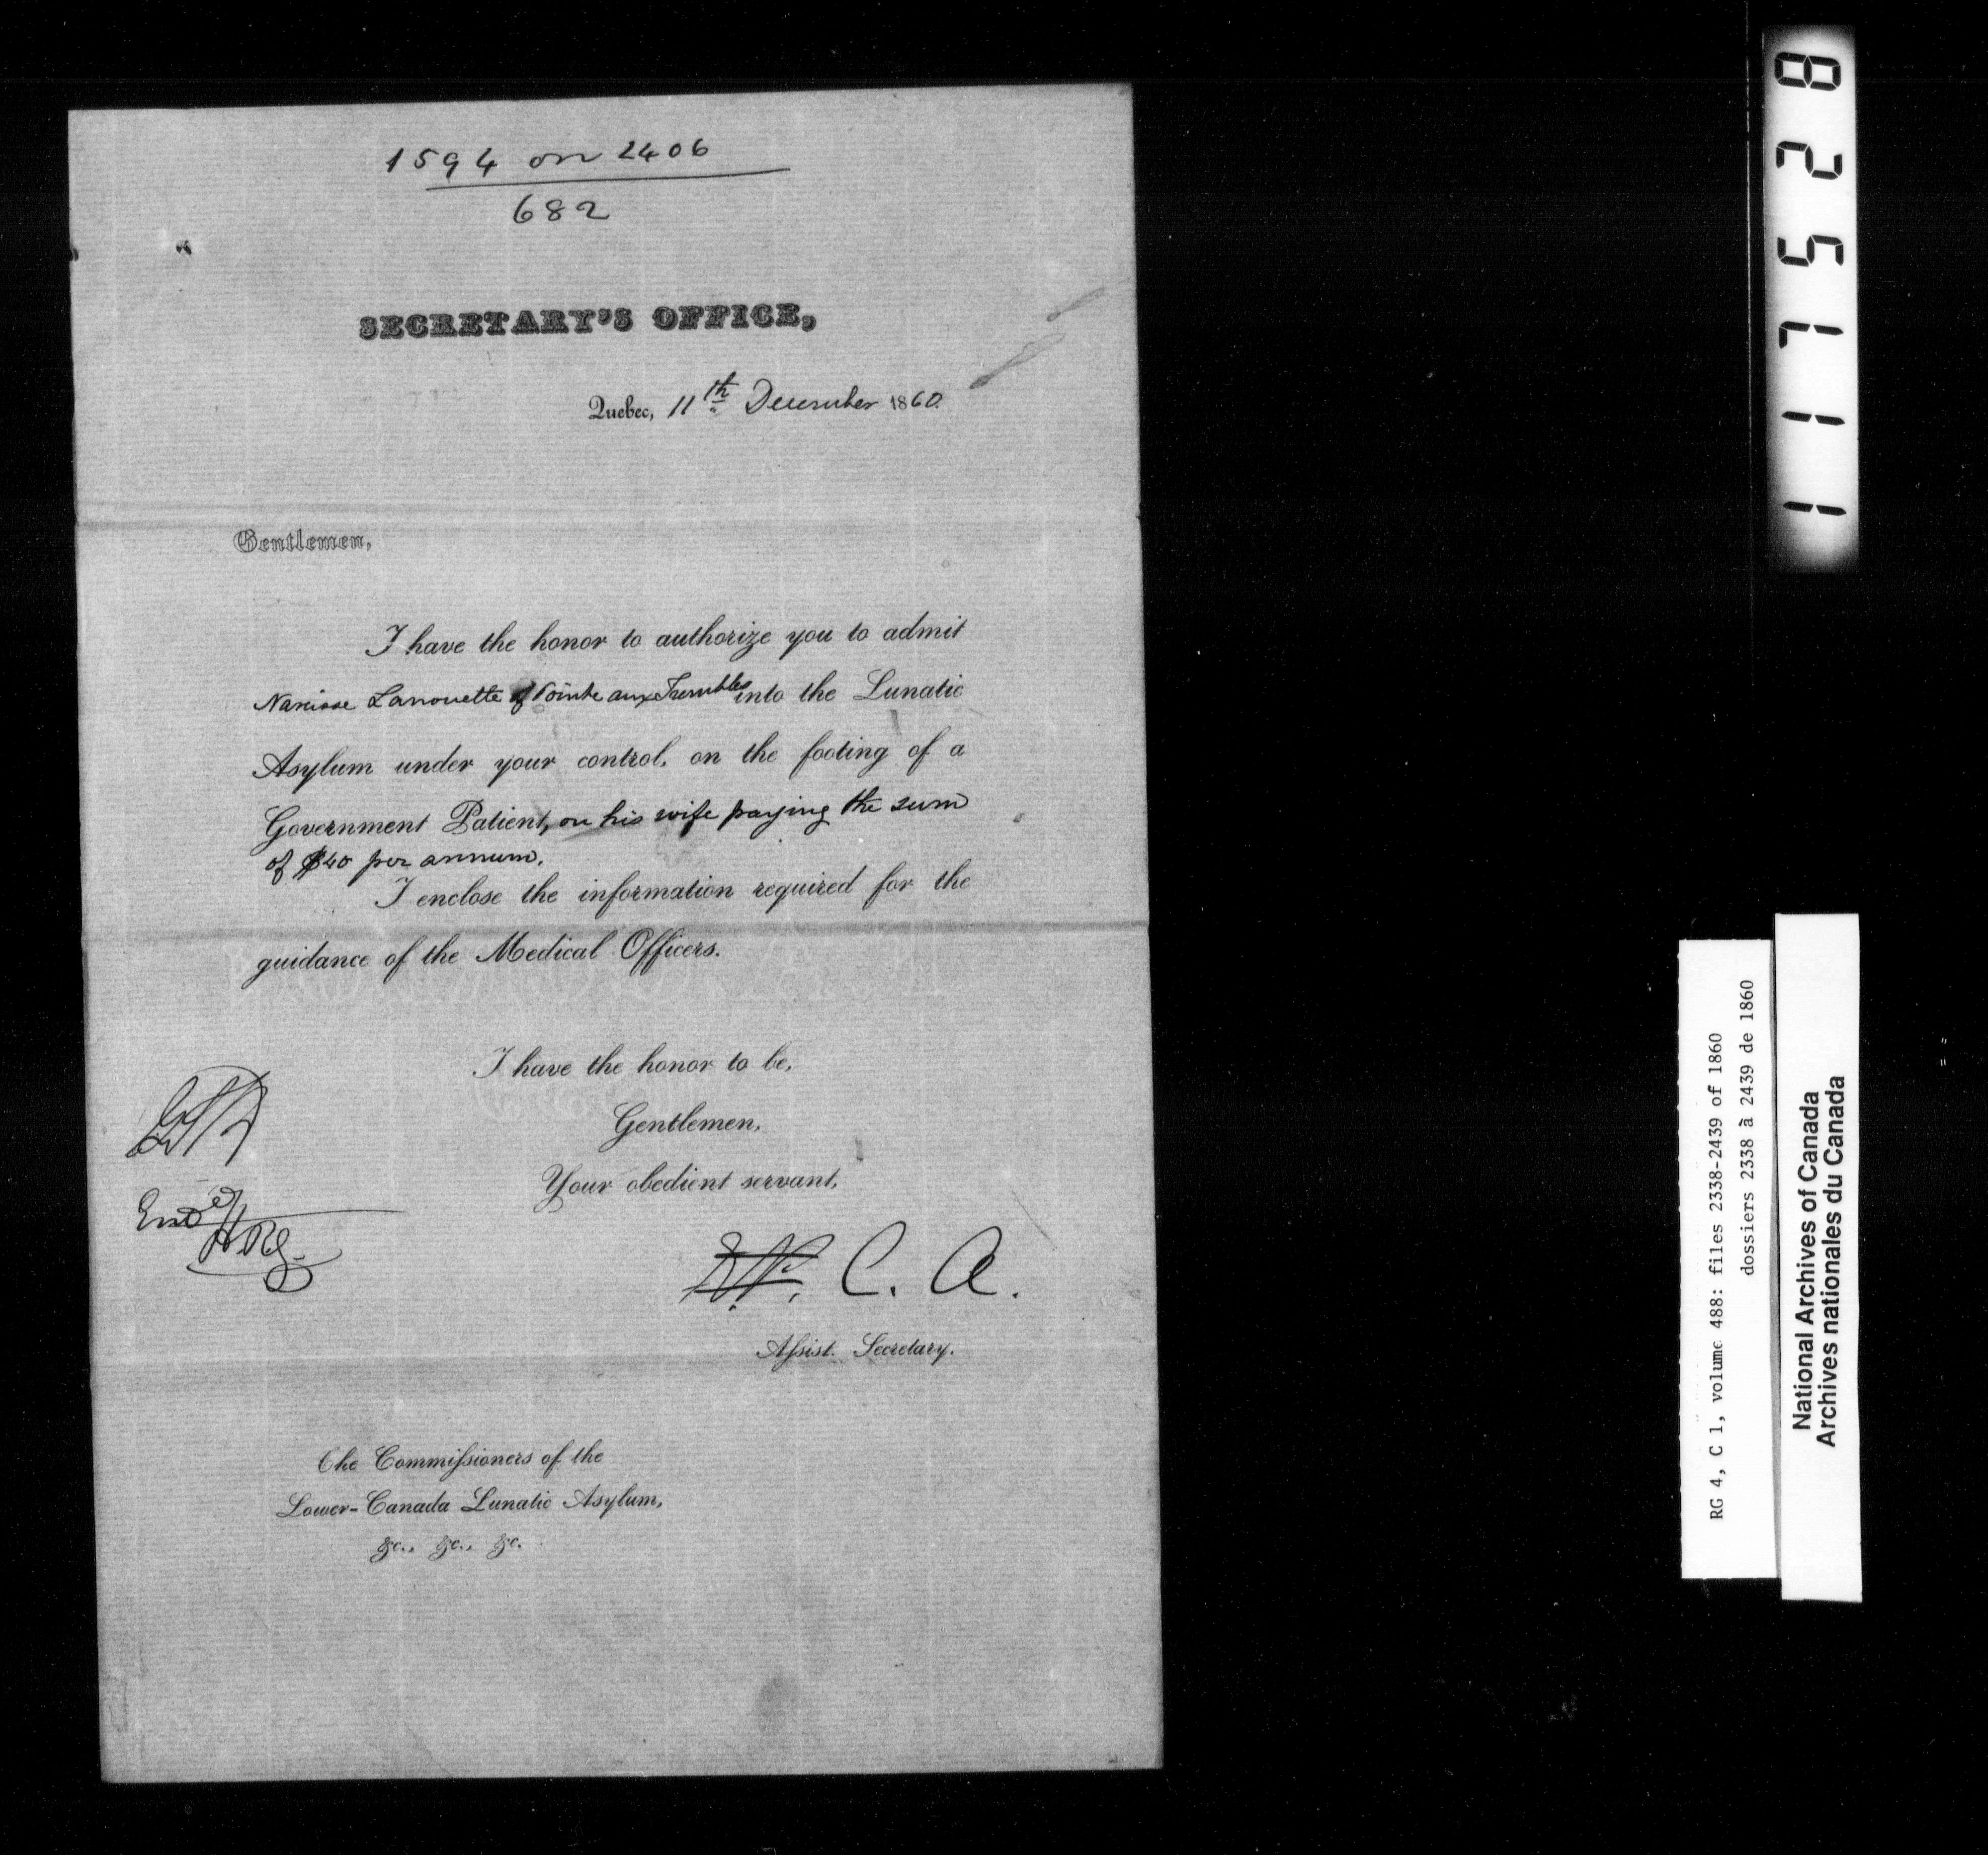 1594 on 2406
682
SECRETARY'S OFFICE,
Quebec, 11th December 1860.
Gentlemen,
I have the honor to authorize you to admit
Narcisse Lanouette of Pointe aux Trembles into the Lunatic
Asylum under your control, on the footing of a
Government Patient, on his wife paying the sum
of $40 per annum.
I enclose the information required for the
guidance of the Medical Officers.
I have the honor to be,
Gentlemen,
Your obedient servant,
C. A.
Assist. Secretary.
The Commissioners of the
Lower-Canada Lunatic Asylum,
&c., &c., &c.
1117528
RG 4, C 1, volume 488: files 2338-2439 of 1860
dossiers 2338 à 2439 de 1860
National Archives of Canada
Archives nationales du Canada